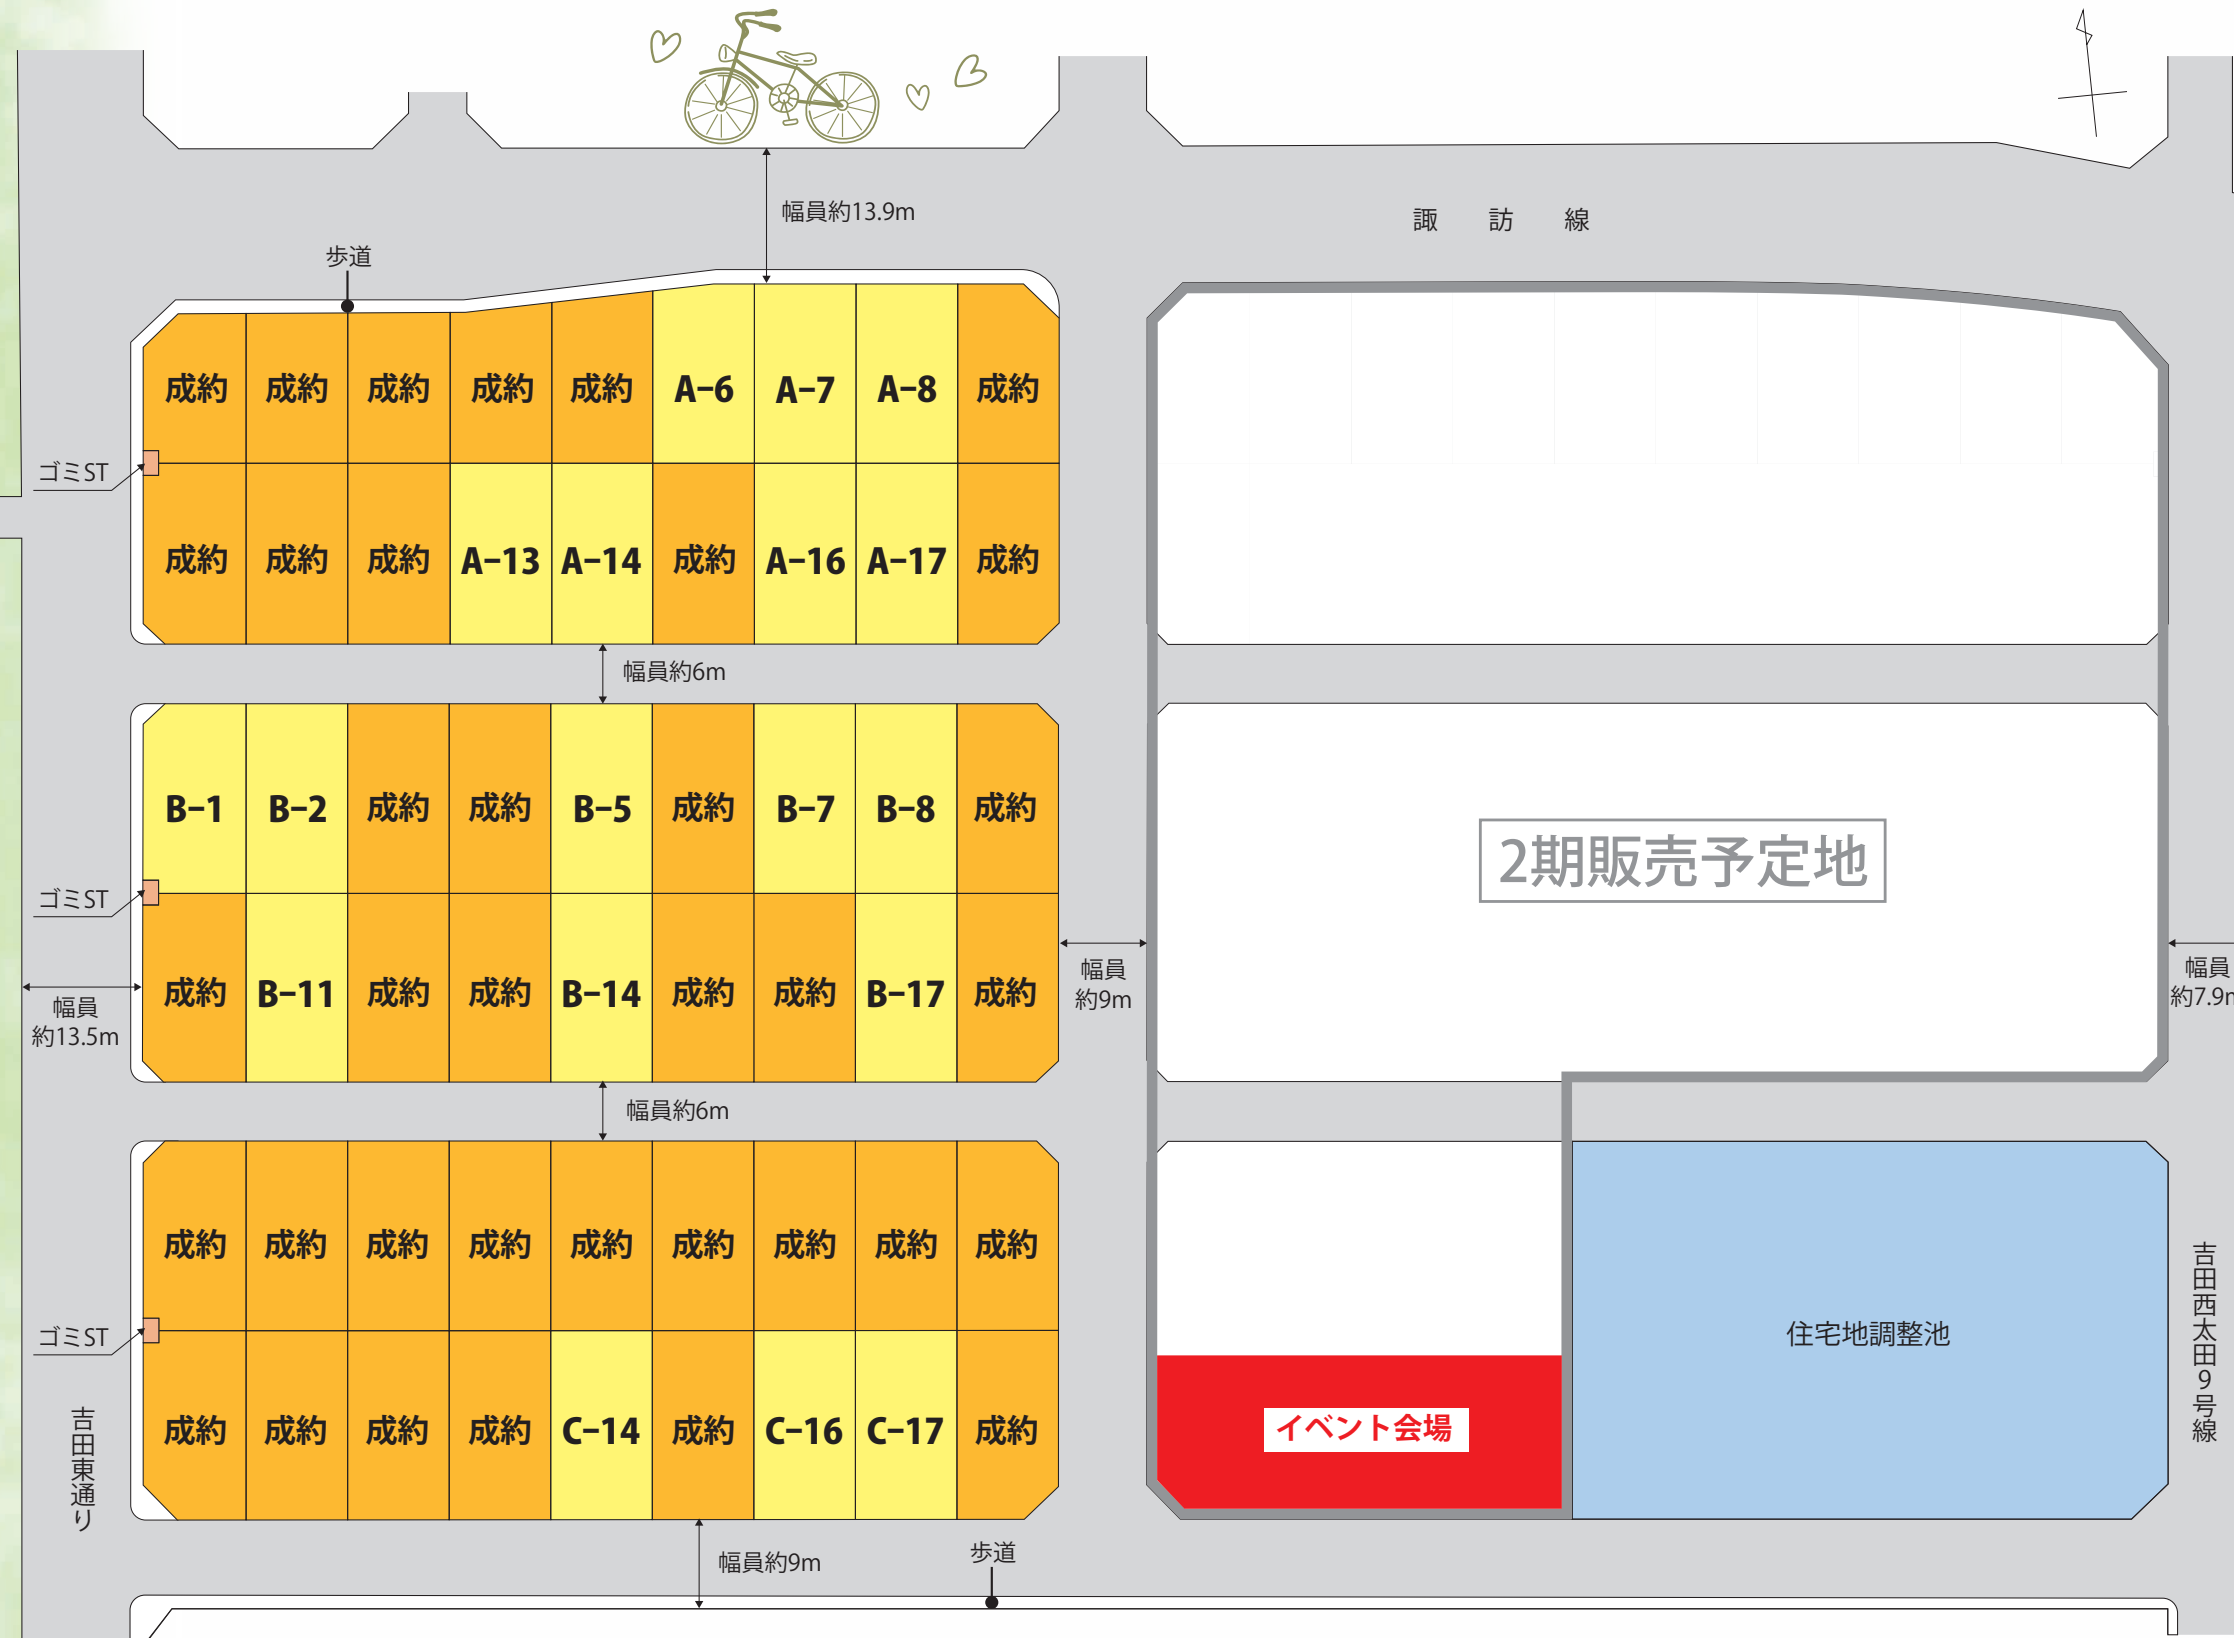 幅員約13.9m
諏訪線
歩道
成約 成約 成約 成約 成約 A-6 A-7 A-8 成約
ゴミST
成約 成約 成約 A-13 A-14 成約 A-16 A-17 成約
幅員約6m
B-1 B-2 成約 成約 B-5 成約 B-7 B-8 成約
2期販売予定地
ゴミST
成約 B-11 成約 成約 B-14 成約 成約 B-17 成約
幅員
約13.5m
幅員
約9m
幅員
約7.9m
幅員約6m
成約 成約 成約 成約 成約 成約 成約 成約 成約
ゴミST
住宅地調整池
吉田西太田9号線
成約 成約 成約 成約 C-14 成約 C-16 C-17 成約
イベント会場
吉田東通り
幅員約9m
歩道